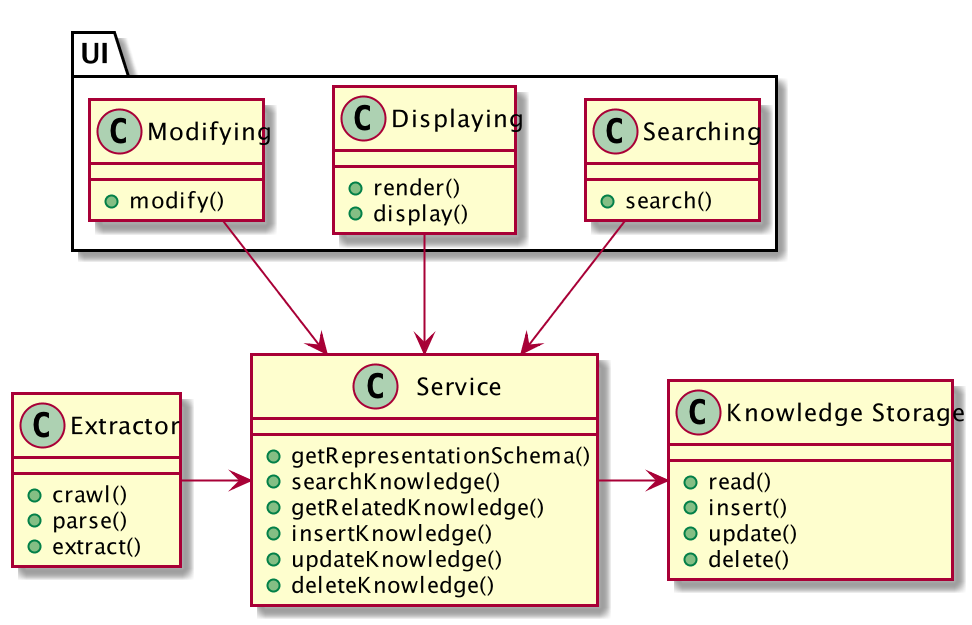 UI
C Modifying
modify()
C Displaying
render()
display()
C Searching
search()
C Extractor
crawl()
parse()
extract()
C Service
getRepresentationSchema()
searchKnowledge()
getRelatedKnowledge()
insertKnowledge()
updateKnowledge()
deleteKnowledge()
C Knowledge Storage
read()
insert()
update()
delete()